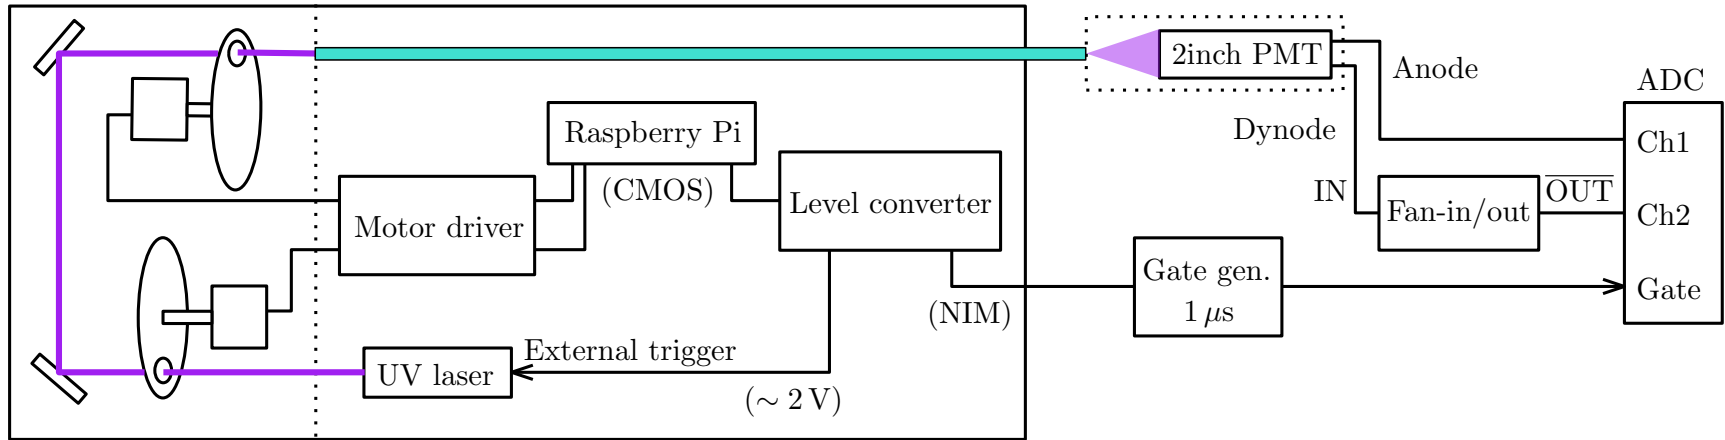 2inch PMT
Anode
ADC
Raspberry Pi
Dynode
Ch1
(CMOS)
IN
OUT
Level converter
Fan-in/out
Ch2
Motor driver
Gate gen.
1 μs
Gate
(NIM)
External trigger
UV laser
(∼ 2 V)